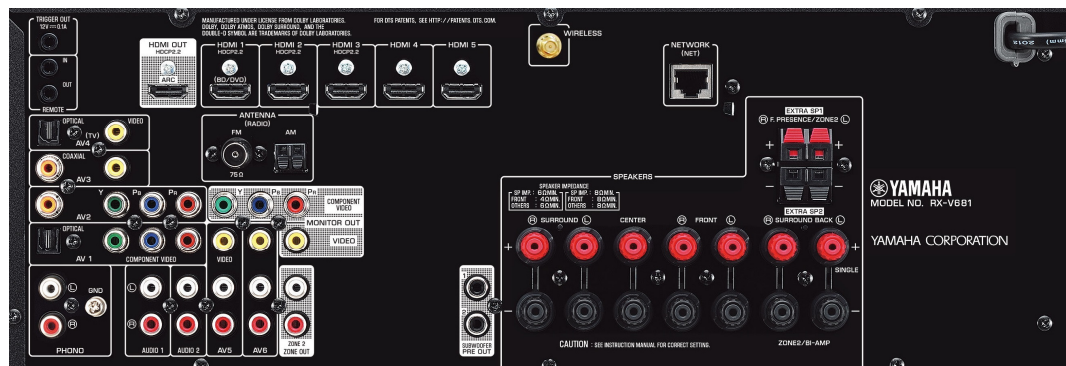 TRIGGER OUT
12V⎓0.1A
IN
OUT
REMOTE
MANUFACTURED UNDER LICENSE FROM DOLBY LABORATORIES.
DOLBY, DOLBY ATMOS, DOLBY SURROUND, AND THE
DOUBLE-D SYMBOL ARE TRADEMARKS OF DOLBY LABORATORIES.
FOR DTS PATENTS, SEE HTTP://PATENTS.DTS.COM.
HDMI OUT
HDCP2.2
ARC
HDMI 1
HDCP2.2
(BD/DVD)
HDMI 2
HDCP2.2
HDMI 3
HDCP2.2
HDMI 4
HDMI 5
WIRELESS
NETWORK
(NET)
2012
OPTICAL
(TV)
VIDEO
AV4
COAXIAL
AV3
ANTENNA
(RADIO)
FM
AM
75Ω
Y
PB
PR
AV2
OPTICAL
AV 1
COMPONENT VIDEO
Y
PB
PR
COMPONENT
VIDEO
MONITOR OUT
VIDEO
VIDEO
L
GND
R
PHONO
L
R
AUDIO 1
AUDIO 2
AV5
AV6
ZONE 2
ZONE OUT
1
2
SUBWOOFER
PRE OUT
EXTRA SP1
R F. PRESENCE/ZONE2 L
+
+
−
−
EXTRA SP2
SPEAKERS
SPEAKER IMPEDANCE
SP IMP. : 6ΩMIN.
FRONT : 4ΩMIN.
OTHERS : 6ΩMIN.
SP IMP. : 8ΩMIN.
FRONT : 8ΩMIN.
OTHERS : 8ΩMIN.
R SURROUND L
CENTER
R FRONT L
R SURROUND BACK L
+
+
SINGLE
−
−
CAUTION : SEE INSTRUCTION MANUAL FOR CORRECT SETTING.
ZONE2/BI-AMP
YAMAHA
MODEL NO. RX-V681
YAMAHA CORPORATION